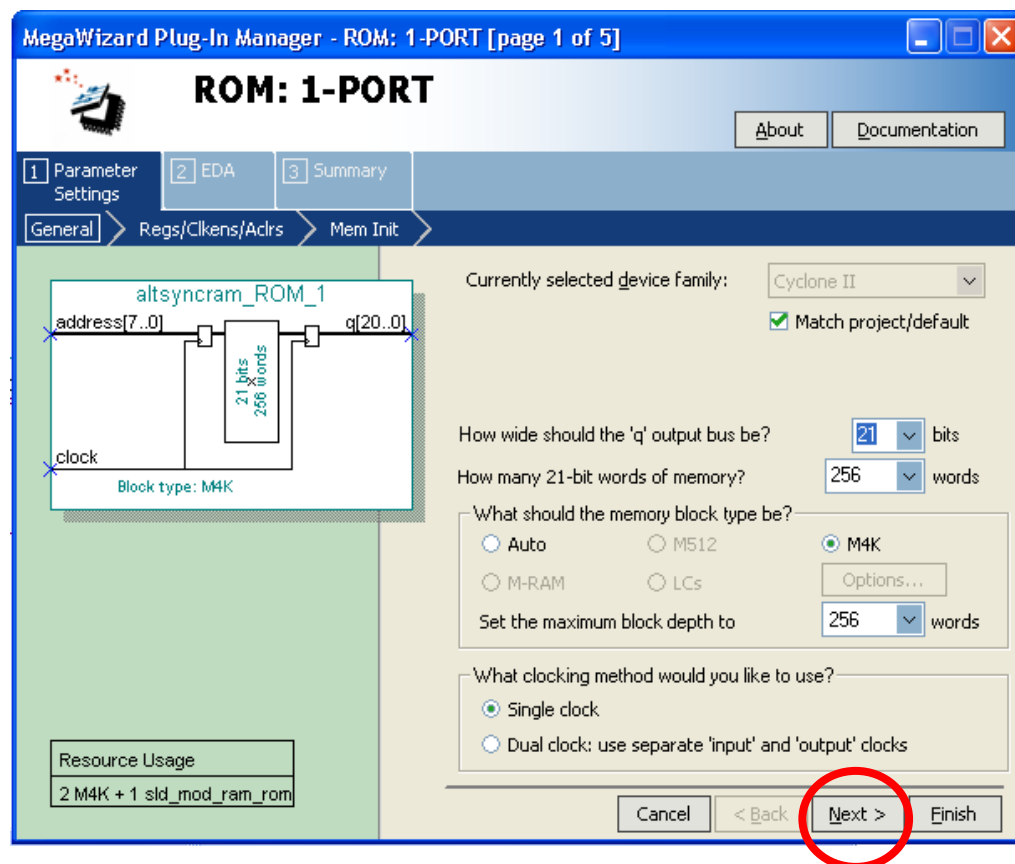 MegaWizard Plug-In Manager - ROM: 1-PORT [page 1 of 5]
ROM: 1-PORT
About
Documentation
1 Parameter Settings
2 EDA
3 Summary
General
Regs/Clkens/Aclrs
Mem Init
altsyncram_ROM_1
address[7..0]
q[20..0]
21 bits
x
256 words
clock
Block type: M4K
Resource Usage
2 M4K + 1 sld_mod_ram_rom
Currently selected device family:
Cyclone II
Match project/default
How wide should the 'q' output bus be?
21
bits
How many 21-bit words of memory?
256
words
What should the memory block type be?
Auto
M512
M4K
M-RAM
LCs
Options...
Set the maximum block depth to
256
words
What clocking method would you like to use?
Single clock
Dual clock: use separate 'input' and 'output' clocks
Cancel
< Back
Next >
Finish